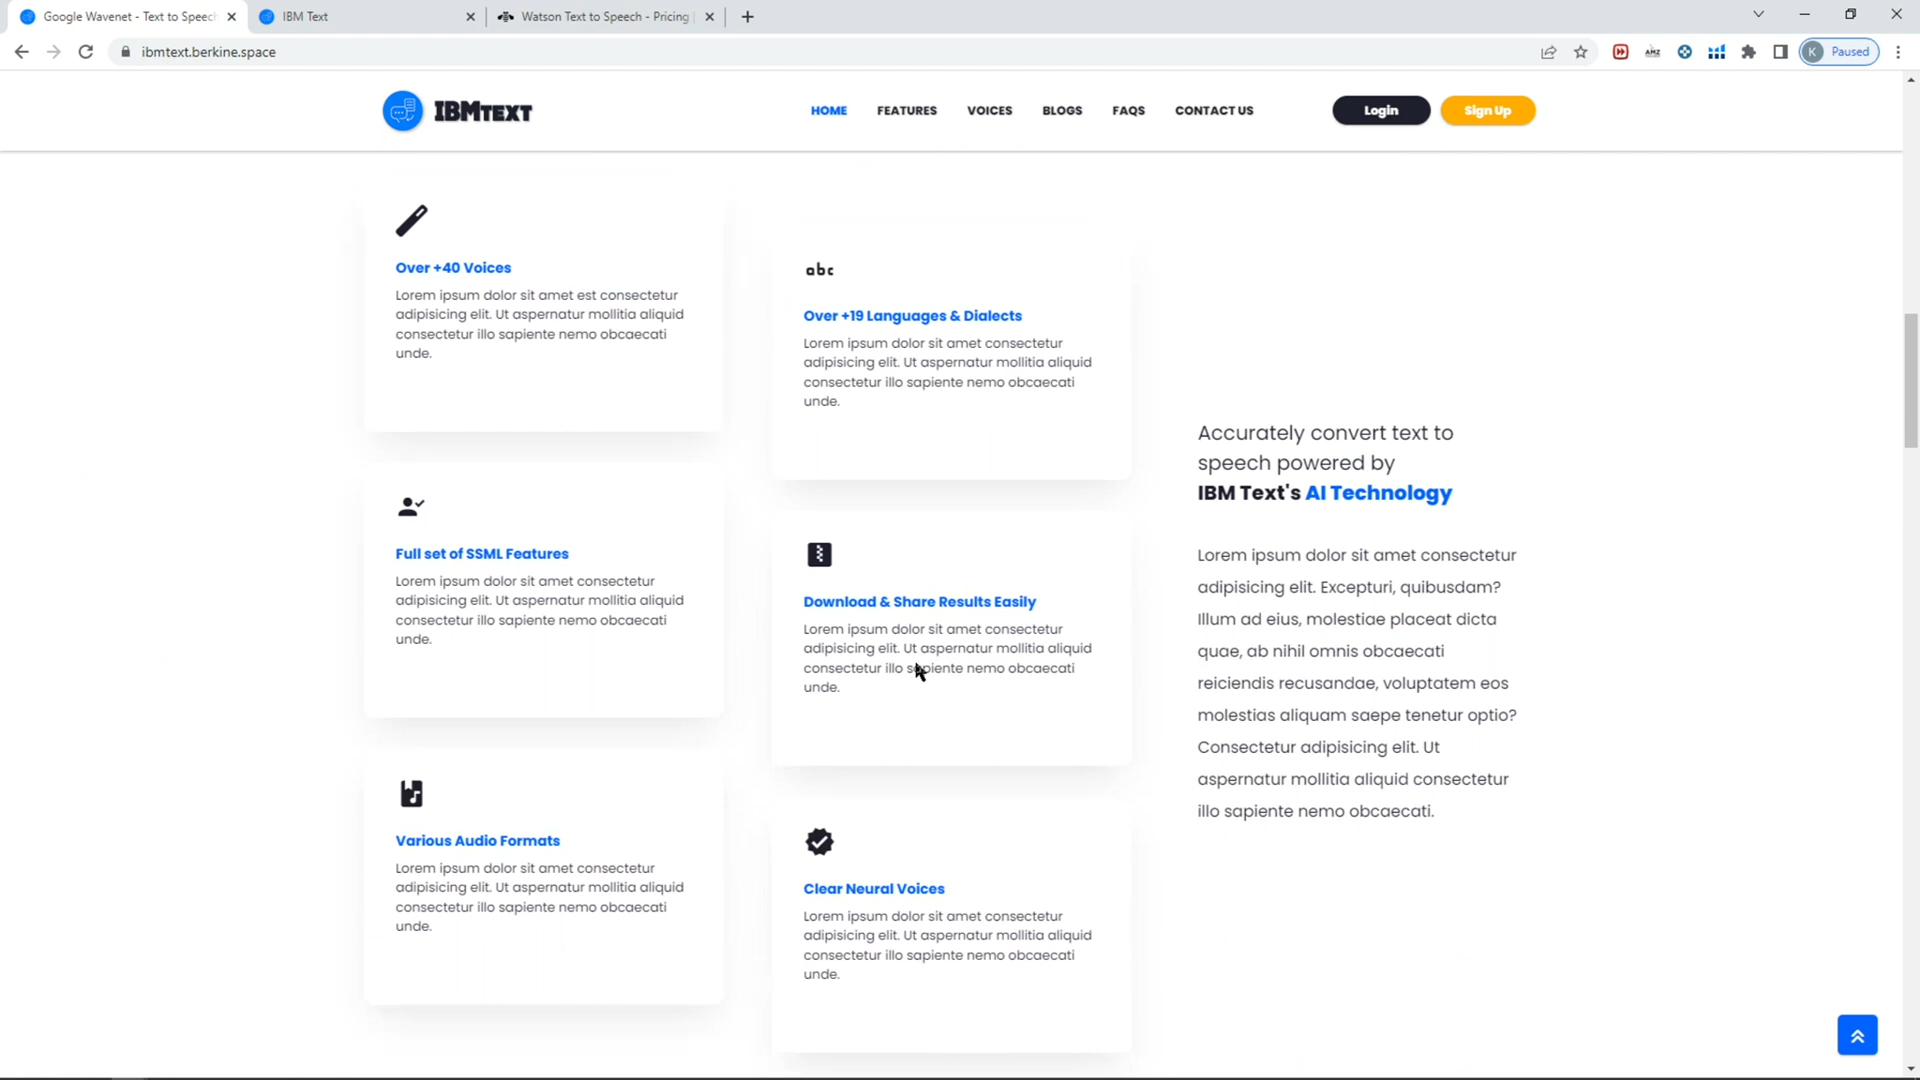 Google Wavenet - Text to Speech
IBM Text
Watson Text to Speech - Pricing
ibmtext.berkine.space
K Paused
IBMTEXT
HOME
FEATURES
VOICES
BLOGS
FAQS
CONTACT US
Login
Sign Up
Over +40 Voices
Lorem ipsum dolor sit amet est consectetur
adipisicing elit. Ut aspernatur mollitia aliquid
consectetur illo sapiente nemo obcaecati
unde.
abc
Over +19 Languages & Dialects
Lorem ipsum dolor sit amet consectetur
adipisicing elit. Ut aspernatur mollitia aliquid
consectetur illo sapiente nemo obcaecati
unde.
Full set of SSML Features
Lorem ipsum dolor sit amet consectetur
adipisicing elit. Ut aspernatur mollitia aliquid
consectetur illo sapiente nemo obcaecati
unde.
Download & Share Results Easily
Lorem ipsum dolor sit amet consectetur
adipisicing elit. Ut aspernatur mollitia aliquid
consectetur illo sapiente nemo obcaecati
unde.
Various Audio Formats
Lorem ipsum dolor sit amet consectetur
adipisicing elit. Ut aspernatur mollitia aliquid
consectetur illo sapiente nemo obcaecati
unde.
Clear Neural Voices
Lorem ipsum dolor sit amet consectetur
adipisicing elit. Ut aspernatur mollitia aliquid
consectetur illo sapiente nemo obcaecati
unde.
Accurately convert text to
speech powered by
IBM Text's AI Technology
Lorem ipsum dolor sit amet consectetur
adipisicing elit. Excepturi, quibusdam?
Illum ad eius, molestiae placeat dicta
quae, ab nihil omnis obcaecati
reiciendis recusandae, voluptatem eos
molestias aliquam saepe tenetur optio?
Consectetur adipisicing elit. Ut
aspernatur mollitia aliquid consectetur
illo sapiente nemo obcaecati.